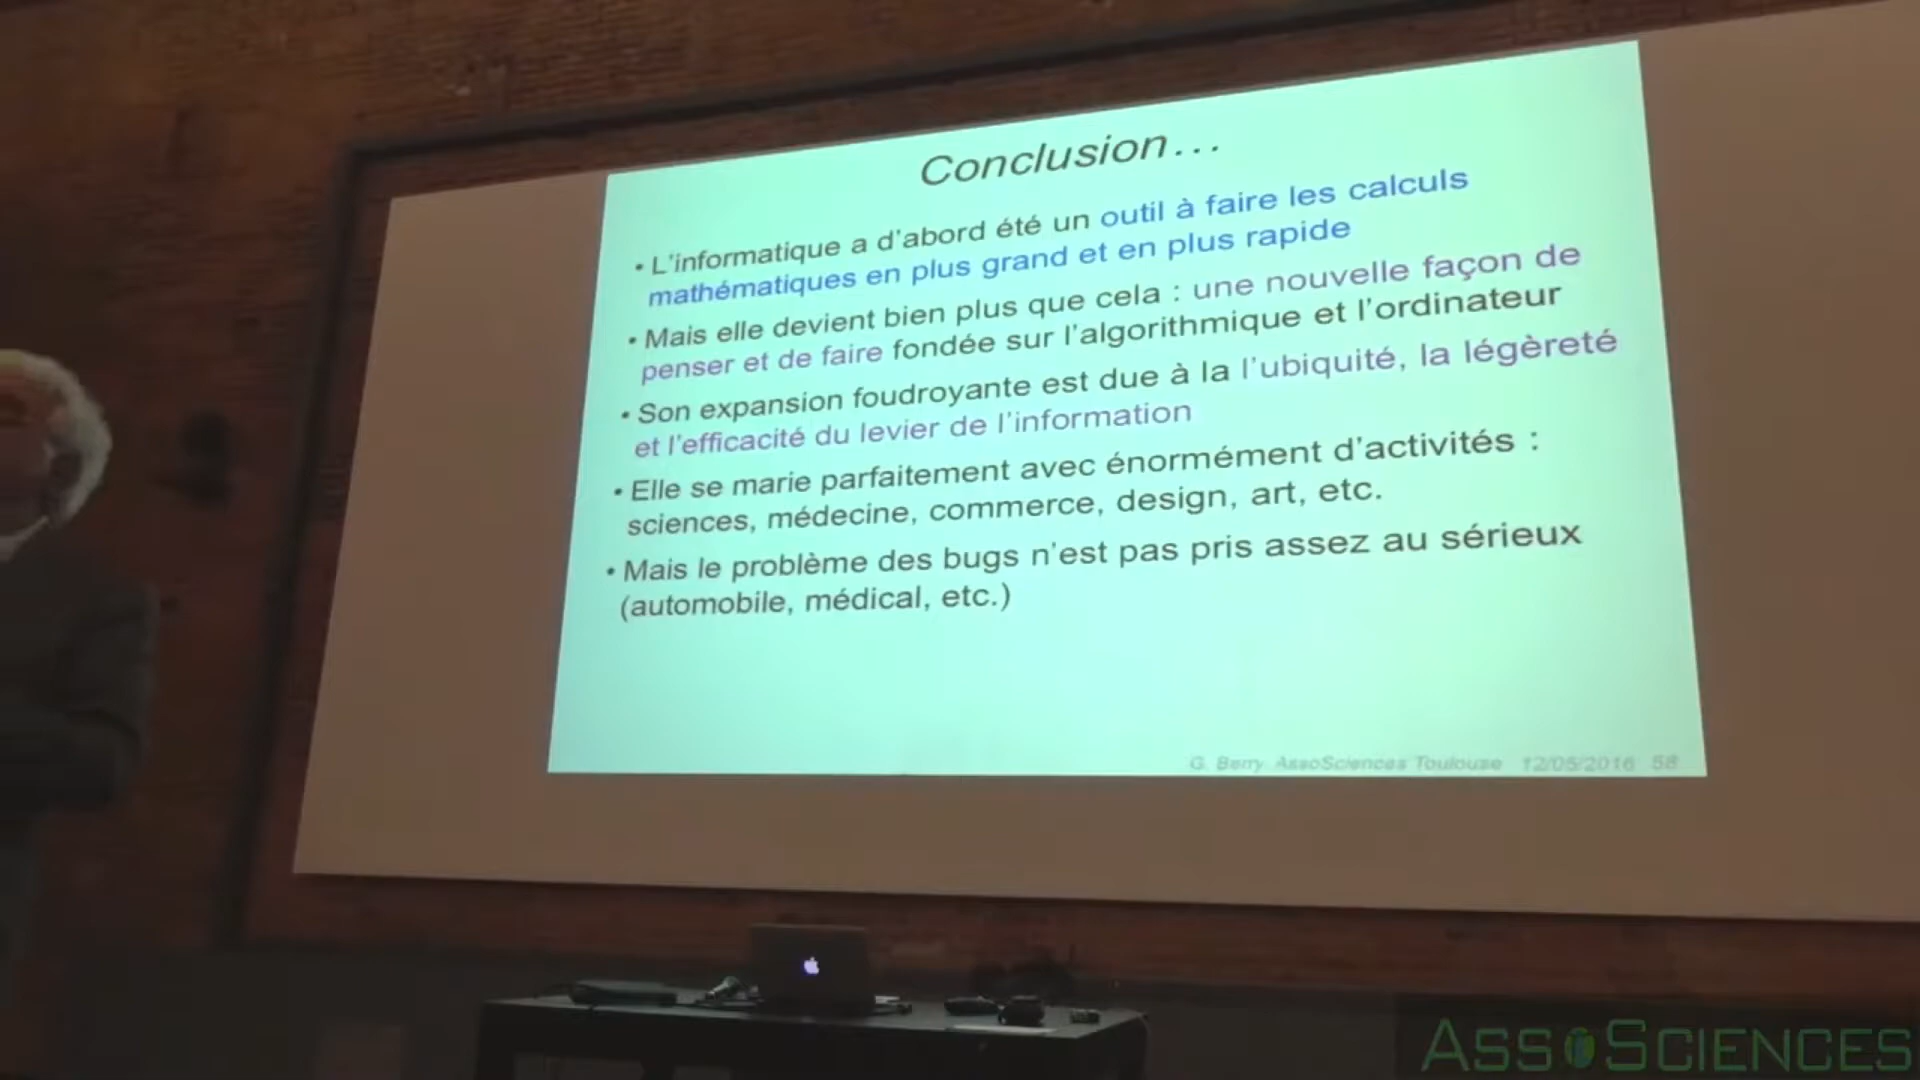 Conclusion...
• L'informatique a d'abord été un outil à faire les calculs
mathématiques en plus grand et en plus rapide
• Mais elle devient bien plus que cela : une nouvelle façon de
penser et de faire fondée sur l'algorithmique et l'ordinateur
• Son expansion foudroyante est due à la l'ubiquité, la légèreté
et l'efficacité du levier de l'information
• Elle se marie parfaitement avec énormément d'activités :
sciences, médecine, commerce, design, art, etc.
• Mais le problème des bugs n'est pas pris assez au sérieux
(automobile, médical, etc.)
G. Berry AssoSciences Toulouse 12/05/2016 58
ASSOSCIENCES